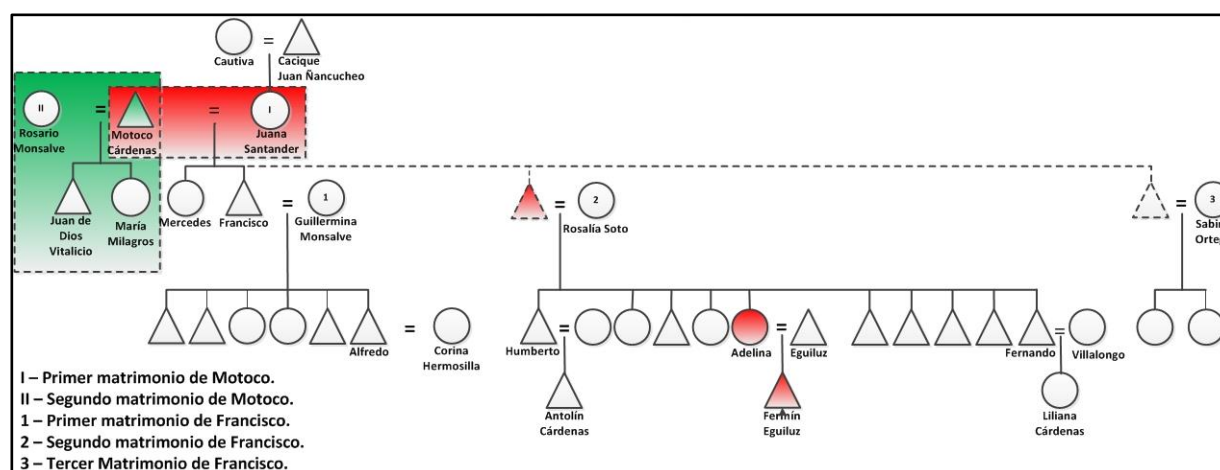 =
Cautiva
Cacique
Juan Ñancucheo
II
=
=
I
Rosario
Monsalve
Motoco
Cárdenas
Juana
Santander
Juan de
Dios
Vitalicio
María
Milagros
Mercedes
Francisco
=
1
Guillermina
Monsalve
=
2
Rosalía Soto
=
3
Sabin
Orteg
=
Alfredo
Corina
Hermosilla
=
Humberto
=
Adelina
Eguiluz
=
Fernando
Villalongo
Antolín
Cárdenas
Fermín
Eguiluz
Liliana
Cárdenas
I – Primer matrimonio de Motoco.
II – Segundo matrimonio de Motoco.
1 – Primer matrimonio de Francisco.
2 – Segundo matrimonio de Francisco.
3 – Tercer Matrimonio de Francisco.